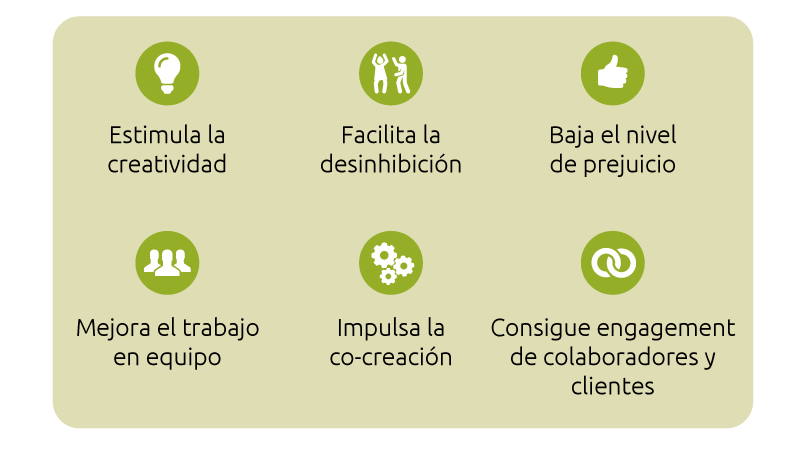 Estimula la
creatividad
Facilita la
desinhibición
Baja el nivel
de prejuicio
Mejora el trabajo
en equipo
Impulsa la
co-creación
Consigue engagement
de colaboradores y
clientes